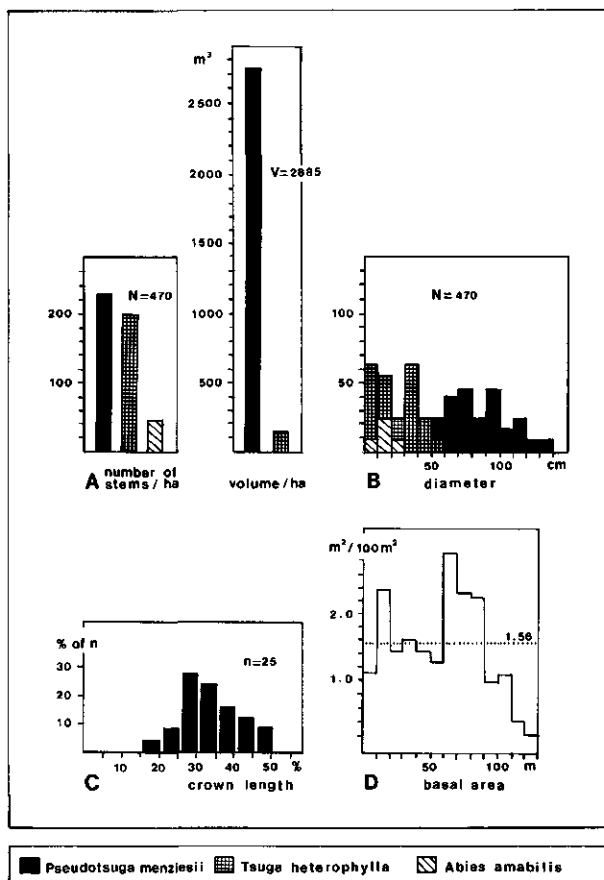 m³
2500
V=2885
2000
1500
1000
500
volume/ha
N=470
200
100
A number of
stems/ha
N=470
100
50
50 100 cm
B diameter
% of n
n=25
30
20
10
10 20 30 40 50 %
C crown length
m²/100m²
2.0
1.56
1.0
50 100 m
D basal area
Pseudotsuga menziesii Tsuga heterophylla Abies amabilis